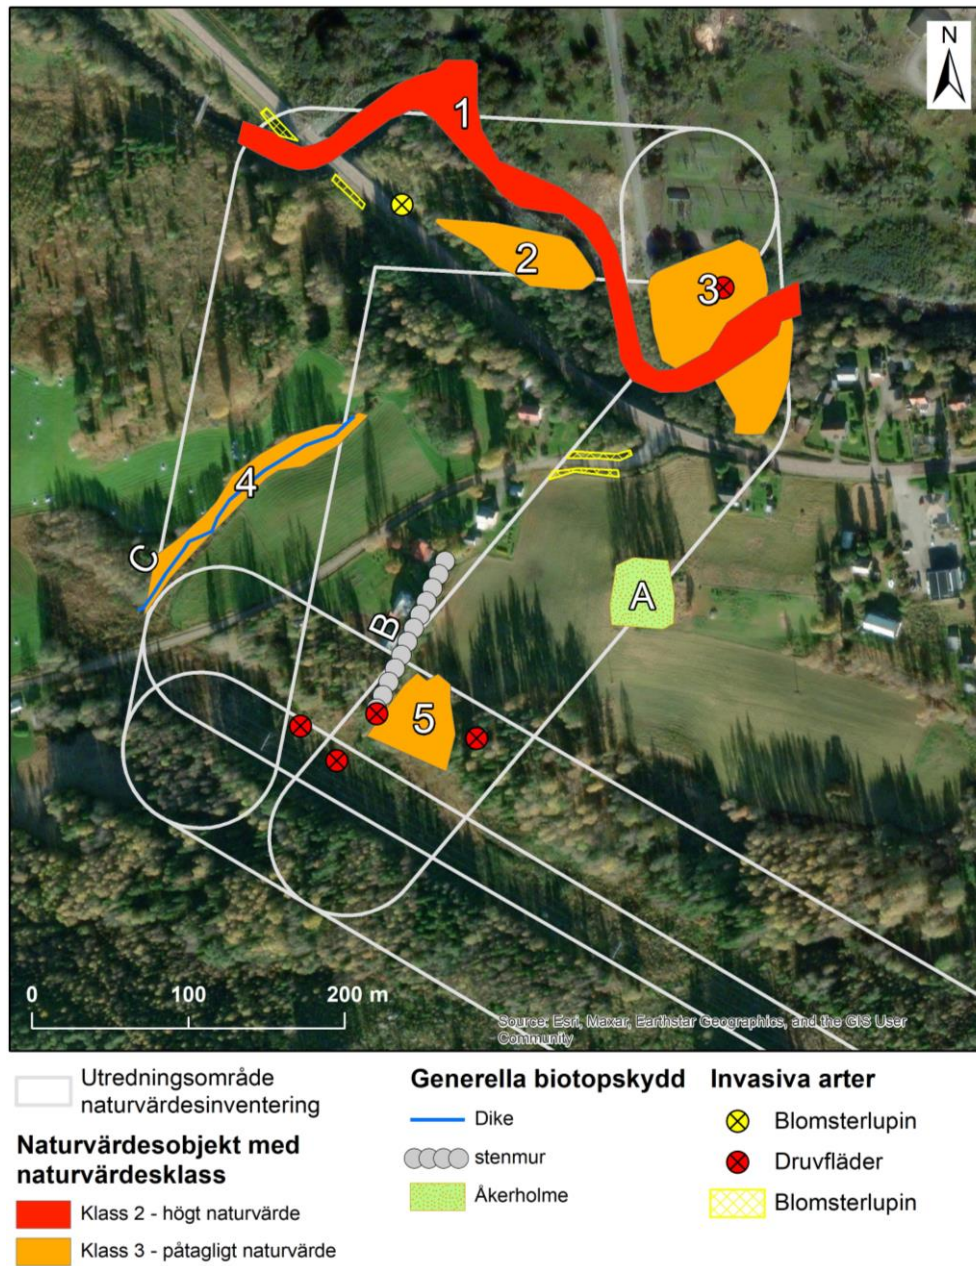 N
1
2
3
4
C
A
B
5
0 100 200 m
Source: Esri, Maxar, Earthstar Geographics, and the GIS User
Community
Utredningsområde
naturvärdesinventering
Naturvärdesobjekt med
naturvärdesklass
Klass 2 - högt naturvärde
Klass 3 - påtagligt naturvärde
Generella biotopskydd
Dike
stenmur
Åkerholme
Invasiva arter
Blomsterlupin
Druvfläder
Blomsterlupin